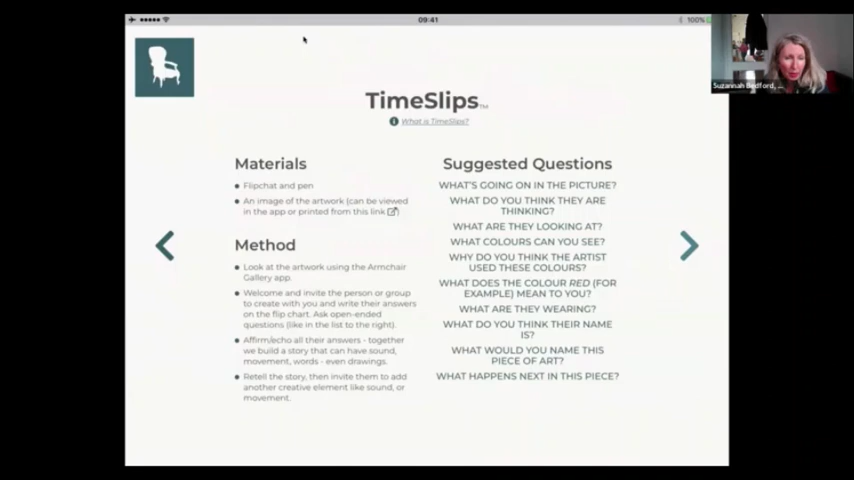 09:41
100%
Suzannah Bedford, ...
TimeSlips™
What is TimeSlips?
Materials
Flipchat and pen
An image of the artwork (can be viewed
in the app or printed from this link )
Method
Look at the artwork using the Armchair
Gallery app.
Welcome and invite the person or group
to create with you and write their answers
on the flip chart. Ask open-ended
questions (like in the list to the right).
Affirm/echo all their answers - together
we build a story that can have sound,
movement, words - even drawings.
Retell the story, then invite them to add
another creative element like sound, or
movement.
Suggested Questions
WHAT'S GOING ON IN THE PICTURE?
WHAT DO YOU THINK THEY ARE
THINKING?
WHAT ARE THEY LOOKING AT?
WHAT COLOURS CAN YOU SEE?
WHY DO YOU THINK THE ARTIST
USED THESE COLOURS?
WHAT DOES THE COLOUR RED (FOR
EXAMPLE) MEAN TO YOU?
WHAT ARE THEY WEARING?
WHAT DO YOU THINK THEIR NAME
IS?
WHAT WOULD YOU NAME THIS
PIECE OF ART?
WHAT HAPPENS NEXT IN THIS PIECE?